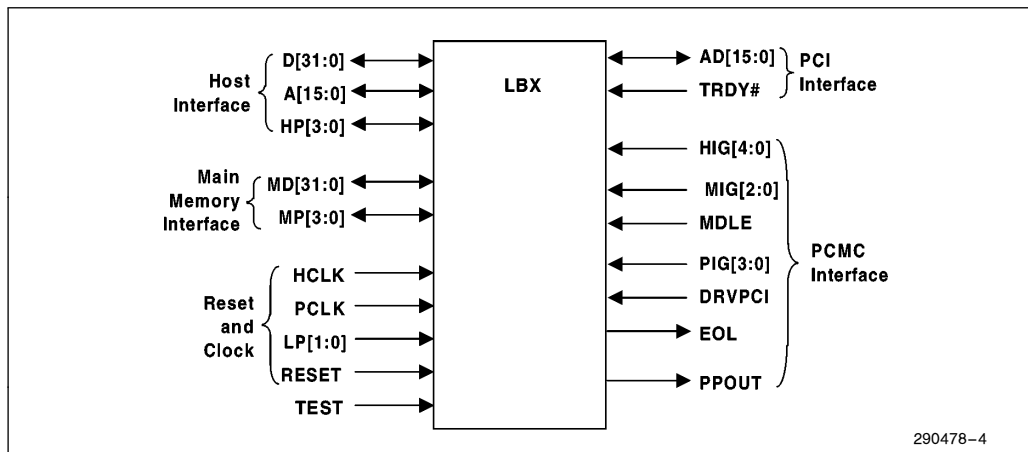 Host
Interface
D[31:0]
A[15:0]
HP[3:0]
Main
Memory
Interface
MD[31:0]
MP[3:0]
Reset
and
Clock
HCLK
PCLK
LP[1:0]
RESET
TEST
LBX
AD[15:0]
TRDY#
PCI
Interface
HIG[4:0]
MIG[2:0]
MDLE
PIG[3:0]
DRVPCI
EOL
PPOUT
PCMC
Interface
290478–4